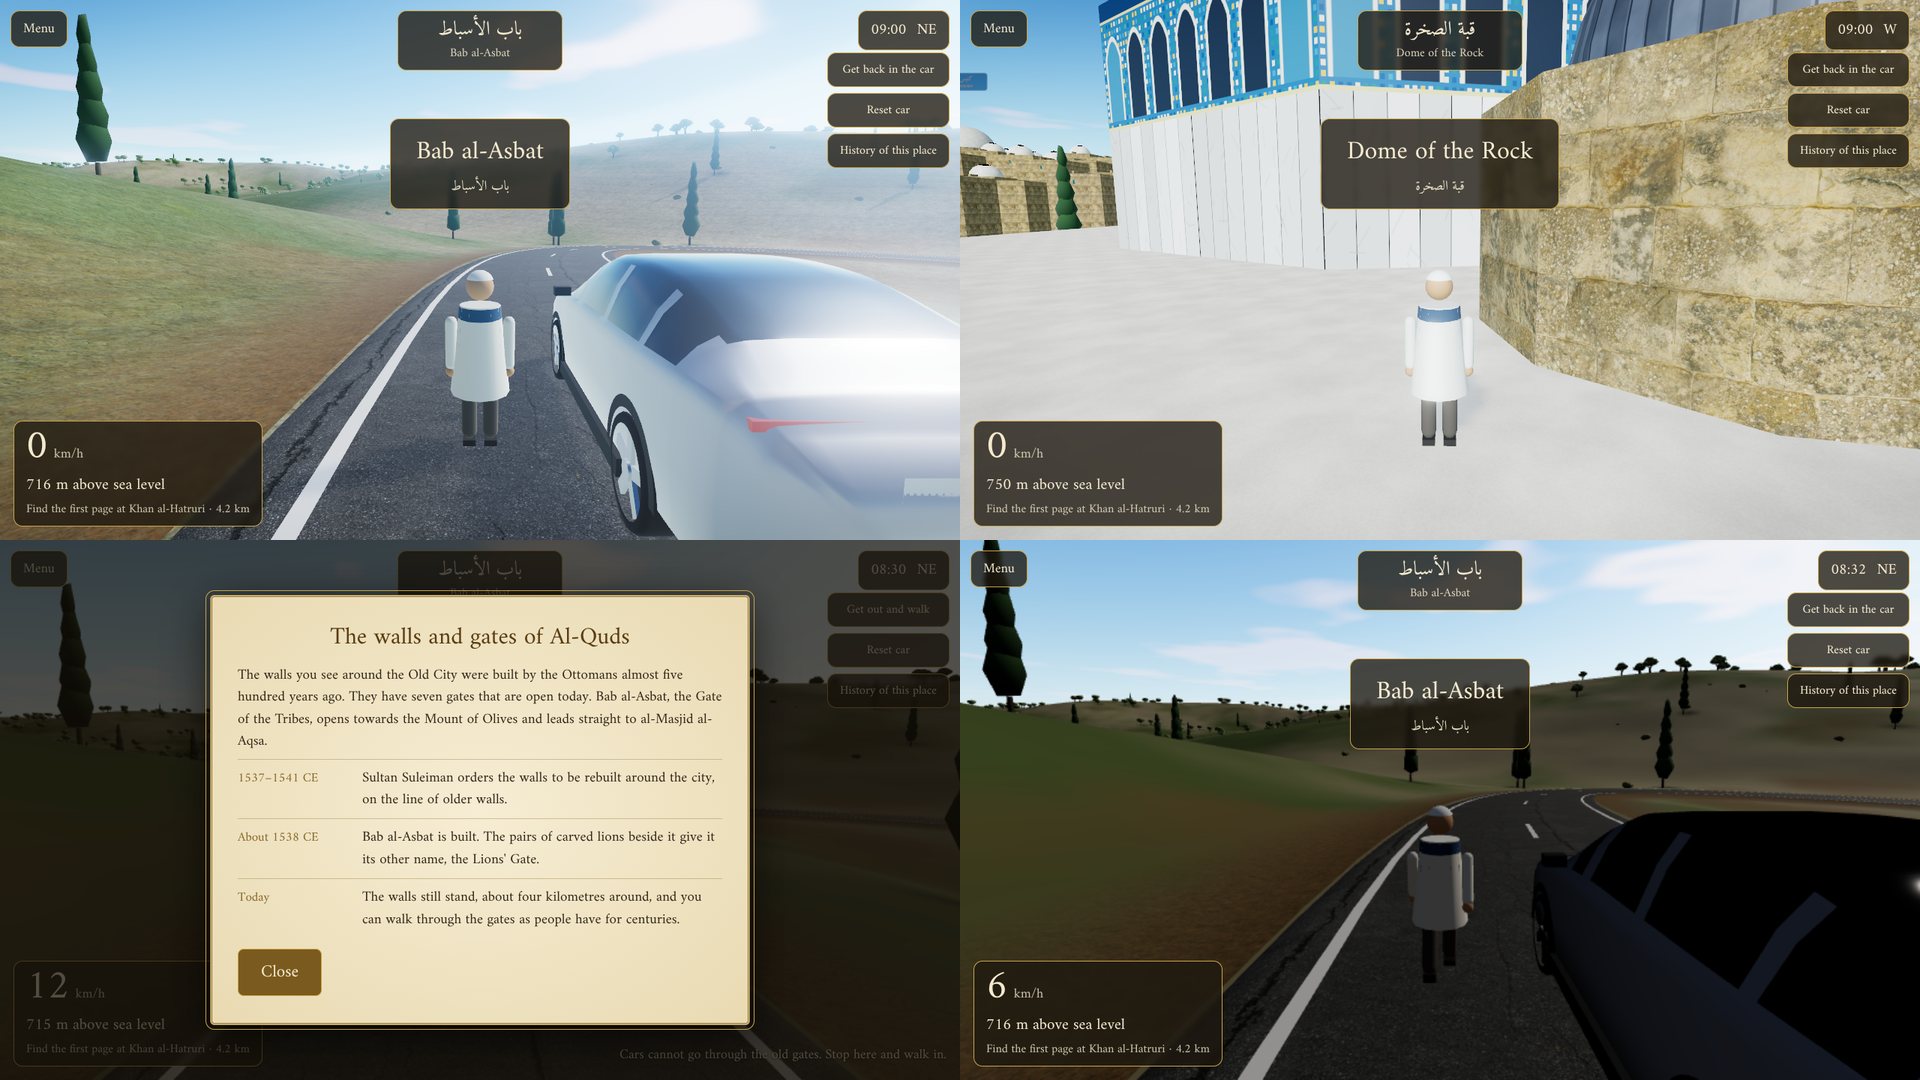 Menu
باب الأسباط
Bab al-Asbat
09:00 NE
Get back in the car
Reset car
History of this place
Bab al-Asbat
باب الأسباط
0 km/h
716 m above sea level
Find the first page at Khan al-Hatruri · 4.2 km
Menu
قبة الصخرة
Dome of the Rock
09:00 W
Get back in the car
Reset car
History of this place
Dome of the Rock
قبة الصخرة
0 km/h
750 m above sea level
Find the first page at Khan al-Hatruri · 4.2 km
Menu
باب الأسباط
Bab al-Asbat
08:30 NE
Get out and walk
Reset car
History of this place
The walls and gates of Al-Quds
The walls you see around the Old City were built by the Ottomans almost five
hundred years ago. They have seven gates that are open today. Bab al-Asbat, the Gate
of the Tribes, opens towards the Mount of Olives and leads straight to al-Masjid al-
Aqsa.
1537–1541 CE Sultan Suleiman orders the walls to be rebuilt around the city,
on the line of older walls.
About 1538 CE Bab al-Asbat is built. The pairs of carved lions beside it give it
its other name, the Lions' Gate.
Today The walls still stand, about four kilometres around, and you
can walk through the gates as people have for centuries.
Close
12 km/h
715 m above sea level
Find the first page at Khan al-Hatruri · 4.2 km
Cars cannot go through the old gates. Stop here and walk in.
Menu
باب الأسباط
Bab al-Asbat
08:32 NE
Get back in the car
Reset car
History of this place
Bab al-Asbat
باب الأسباط
6 km/h
716 m above sea level
Find the first page at Khan al-Hatruri · 4.2 km